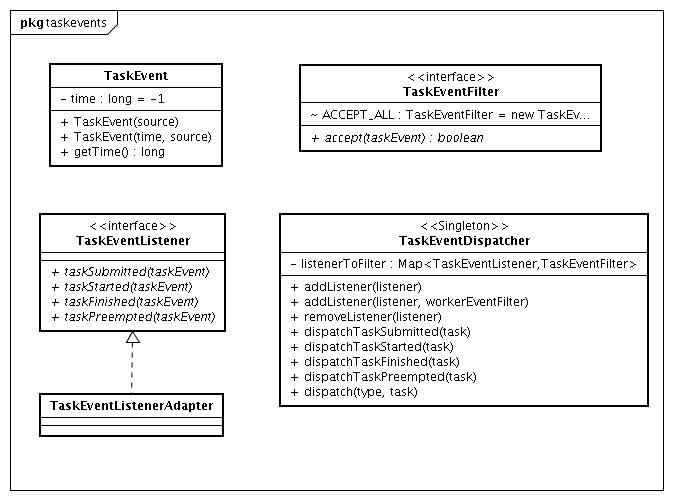 pkg taskevents
TaskEvent
- time : long = -1
+ TaskEvent(source)
+ TaskEvent(time, source)
+ getTime() : long
<<interface>>
TaskEventFilter
~ ACCEPT_ALL : TaskEventFilter = new TaskEv...
+ accept(taskEvent) : boolean
<<interface>>
TaskEventListener
+ taskSubmitted(taskEvent)
+ taskStarted(taskEvent)
+ taskFinished(taskEvent)
+ taskPreempted(taskEvent)
<<Singleton>>
TaskEventDispatcher
- listenerToFilter : Map<TaskEventListener,TaskEventFilter>
+ addListener(listener)
+ addListener(listener, workerEventFilter)
+ removeListener(listener)
+ dispatchTaskSubmitted(task)
+ dispatchTaskStarted(task)
+ dispatchTaskFinished(task)
+ dispatchTaskPreempted(task)
+ dispatch(type, task)
TaskEventListenerAdapter